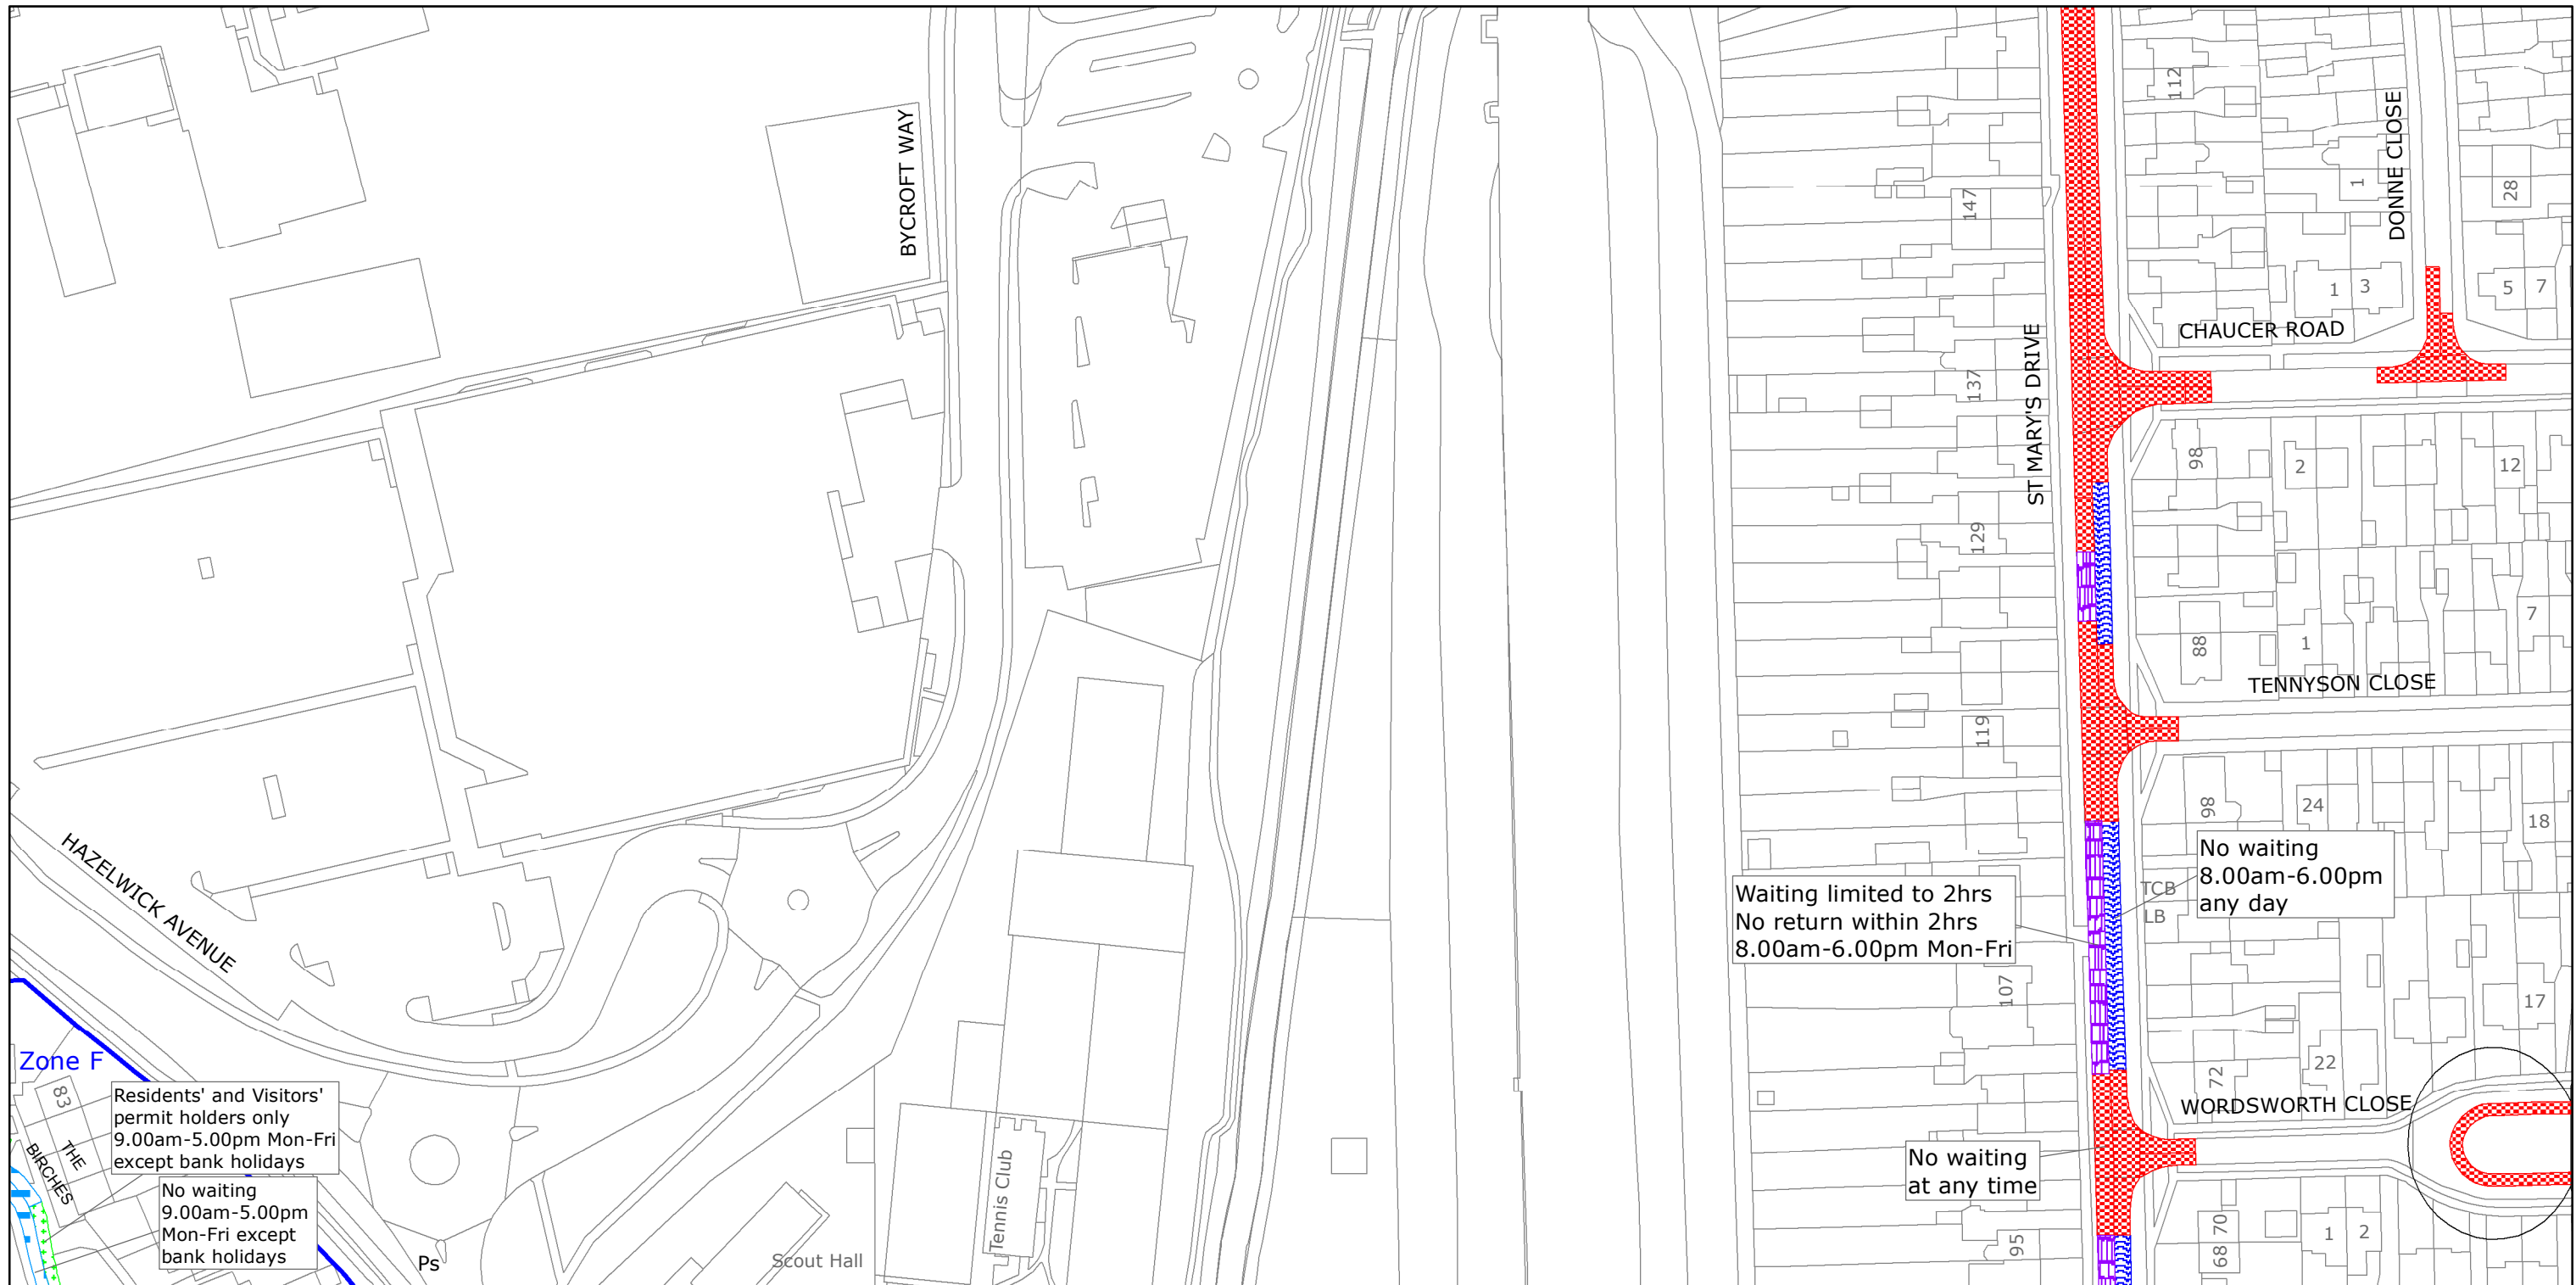 BYCROFT WAY
112
DONNE CLOSE
1
28
147
1
3
5
7
CHAUCER ROAD
ST MARY'S DRIVE
137
98
2
12
129
7
88
1
TENNYSON CLOSE
119
98
24
18
HAZELWICK AVENUE
No waiting
8.00am-6.00pm
any day
TCB
LB
Waiting limited to 2hrs
No return within 2hrs
8.00am-6.00pm Mon-Fri
107
17
Zone F
83
Residents' and Visitors'
permit holders only
9.00am-5.00pm Mon-Fri
except bank holidays
THE
BIRCHES
72
22
WORDSWORTH CLOSE
No waiting
at any time
No waiting
9.00am-5.00pm
Mon-Fri except
bank holidays
Ps
Scout Hall
Tennis Club
95
70
68
1
2